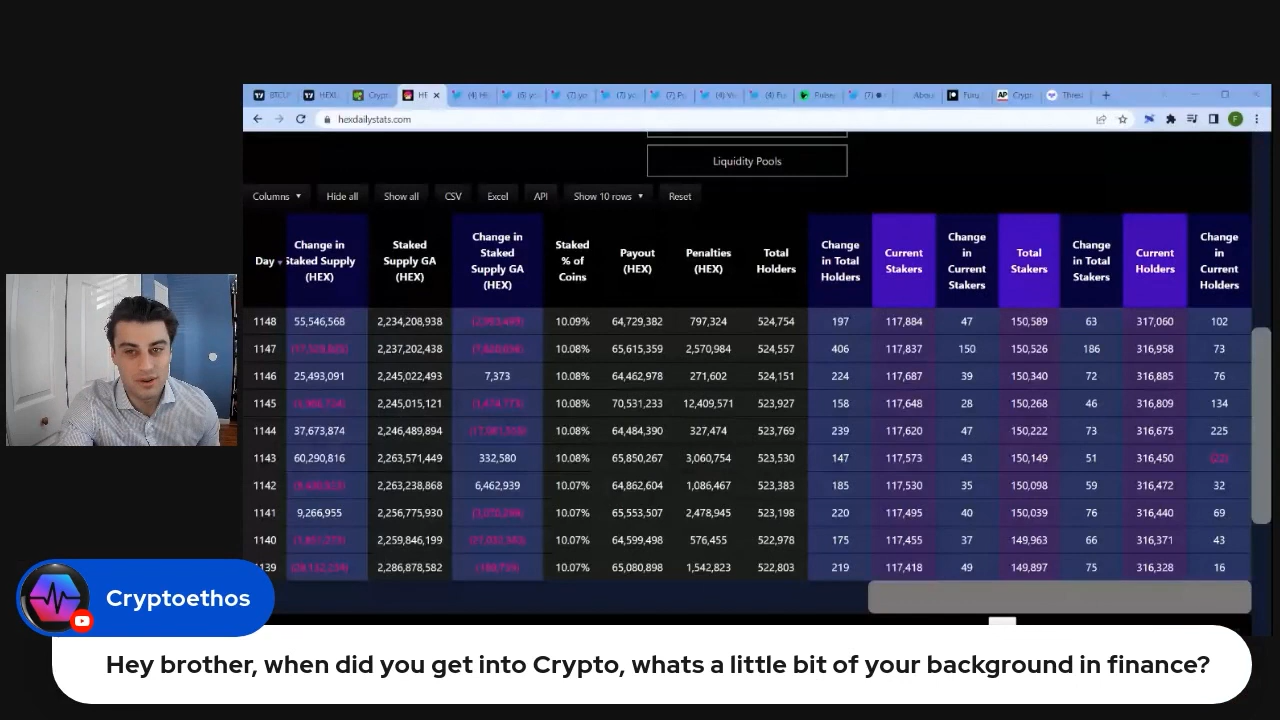 HE
hexdailystats.com
Liquidity Pools
Columns Hide all Show all CSV Excel API Show 10 rows Reset
Day Change in Staked Supply (HEX) Staked Supply GA (HEX) Change in Staked Supply GA (HEX) Staked % of Coins Payout (HEX) Penalties (HEX) Total Holders Change in Total Holders Current Stakers Change in Current Stakers Total Stakers Change in Total Stakers Current Holders Change in Current Holders
1148 55,546,568 2,234,208,938 10.09% 64,729,382 797,324 524,754 197 117,884 47 150,589 63 317,060 102
1147 2,237,202,438 10.08% 65,615,359 2,570,984 524,557 406 117,837 150 150,526 186 316,958 73
1146 25,493,091 2,245,022,493 7,373 10.08% 64,462,978 271,602 524,151 224 117,687 39 150,340 72 316,885 76
1145 2,245,015,121 10.08% 70,531,233 12,409,571 523,927 158 117,648 28 150,268 46 316,809 134
1144 37,673,874 2,246,489,894 10.08% 64,484,390 327,474 523,769 239 117,620 47 150,222 73 316,675 225
1143 60,290,816 2,263,571,449 332,580 10.08% 65,850,267 3,060,754 523,530 147 117,573 43 150,149 51 316,450 (22)
1142 2,263,238,868 6,462,939 10.07% 64,862,604 1,086,467 523,383 185 117,530 35 150,098 59 316,472 32
1141 9,266,955 2,256,775,930 10.07% 65,553,507 2,478,945 523,198 220 117,495 40 150,039 76 316,440 69
1140 2,259,846,199 10.07% 64,599,498 576,455 522,978 175 117,455 37 149,963 66 316,371 43
1139 2,286,878,582 10.07% 65,080,898 1,542,823 522,803 219 117,418 49 149,897 75 316,328 16
Cryptoethos
Hey brother, when did you get into Crypto, whats a little bit of your background in finance?